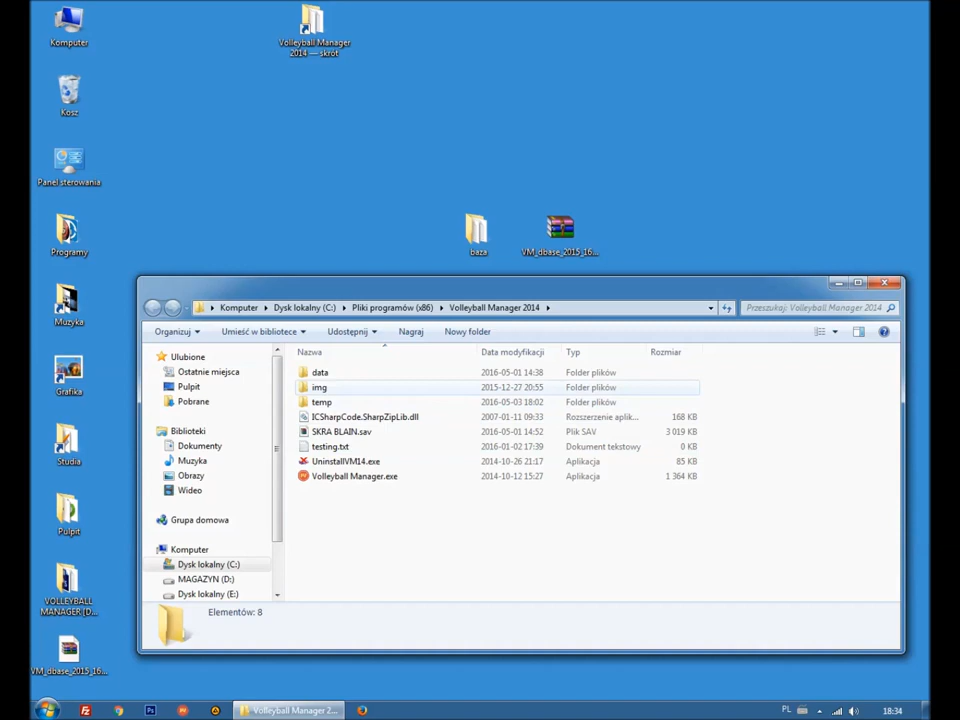 Komputer
Volleyball Manager
2014 — skrót
Kosz
Panel sterowania
Programy
baza
VM_dbase_2015_16...
Muzyka
Grafika
Studia
Pulpit
VOLLEYBALL
MANAGER [D...
VM_dbase_2015_16...
Komputer ▸ Dysk lokalny (C:) ▸ Pliki programów (x86) ▸ Volleyball Manager 2014 ▸
Przeszukaj: Volleyball Manager 2014
Organizuj Umieść w bibliotece Udostępnij Nagraj Nowy folder
Nazwa Data modyfikacji Typ Rozmiar
Ulubione
Ostatnie miejsca
Pulpit
Pobrane
Biblioteki
Dokumenty
Muzyka
Obrazy
Wideo
Grupa domowa
Komputer
Dysk lokalny (C:)
MAGAZYN (D:)
Dysk lokalny (E:)
data 2016-05-01 14:38 Folder plików
img 2015-12-27 20:55 Folder plików
temp 2016-05-03 18:02 Folder plików
ICSharpCode.SharpZipLib.dll 2007-01-11 09:33 Rozszerzenie aplik... 168 KB
SKRA BLAIN.sav 2016-05-01 14:52 Plik SAV 3 019 KB
testing.txt 2016-01-02 17:39 Dokument tekstowy 0 KB
UninstallVM14.exe 2014-10-26 21:17 Aplikacja 85 KB
Volleyball Manager.exe 2014-10-12 15:27 Aplikacja 1 364 KB
Elementów: 8
Volleyball Manager 2...
PL
18:34